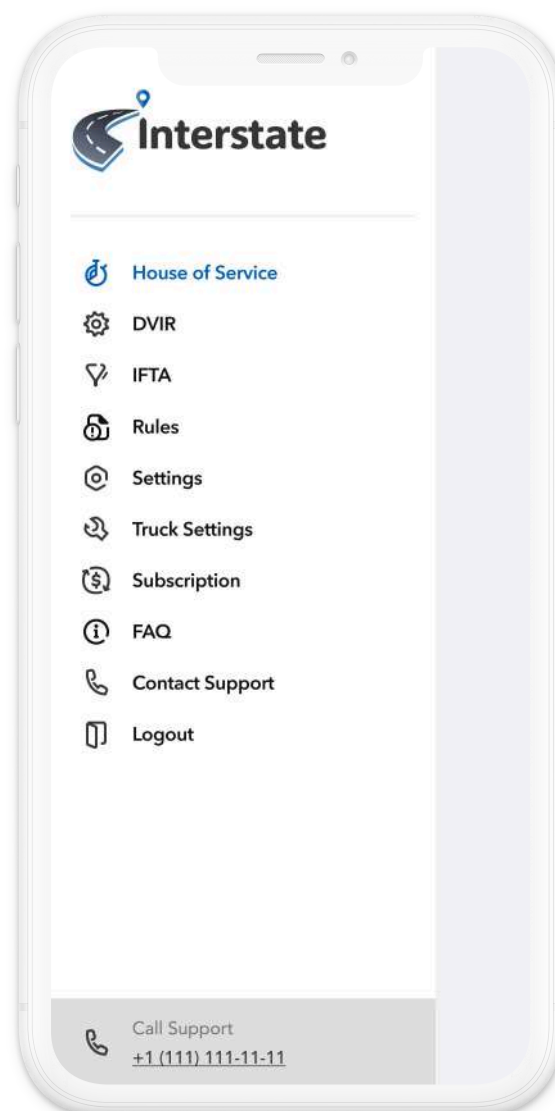 Interstate
House of Service
DVIR
IFTA
Rules
Settings
Truck Settings
Subscription
FAQ
Contact Support
Logout
Call Support
+1 (111) 111-11-11